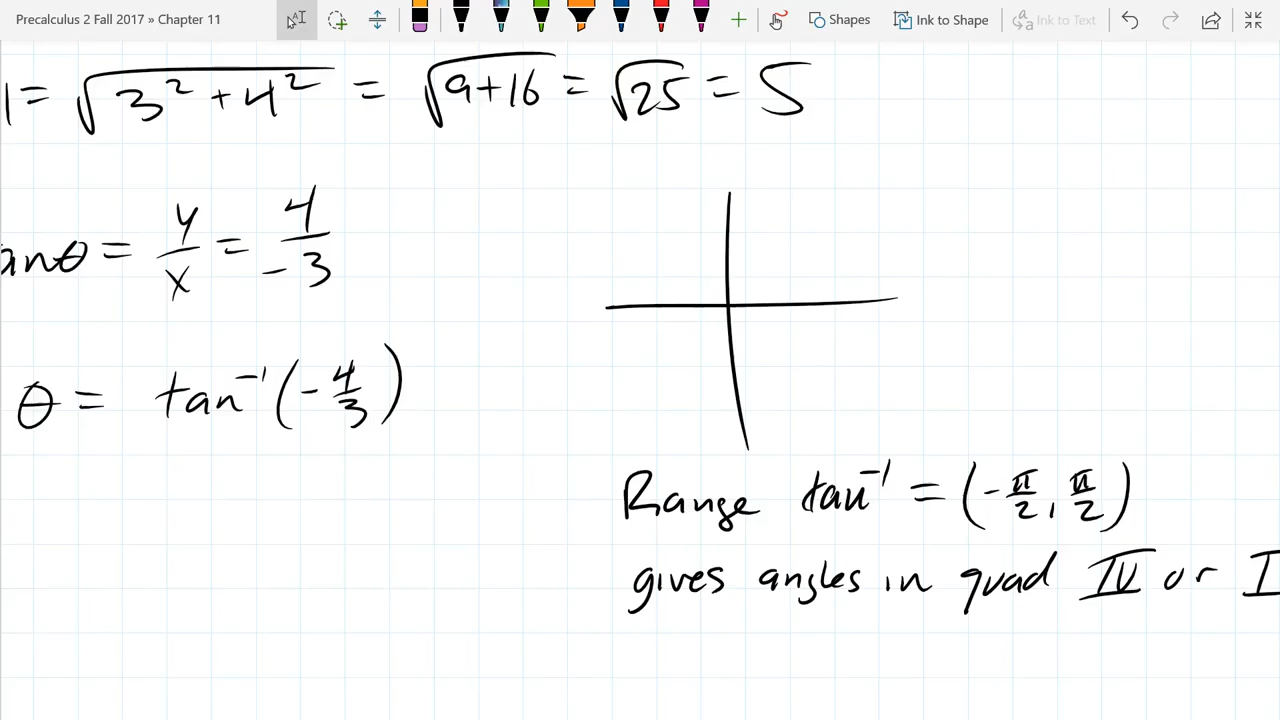 Precalculus 2 Fall 2017 » Chapter 11
Shapes
Ink to Shape
Ink to Text
| = √(3² + 4²) = √(9+16) = √25 = 5
anθ = y/x = 4/-3
θ = tan⁻¹(-4/3)
Range tan⁻¹ = (-π/2, π/2)
gives angles in quad IV or I